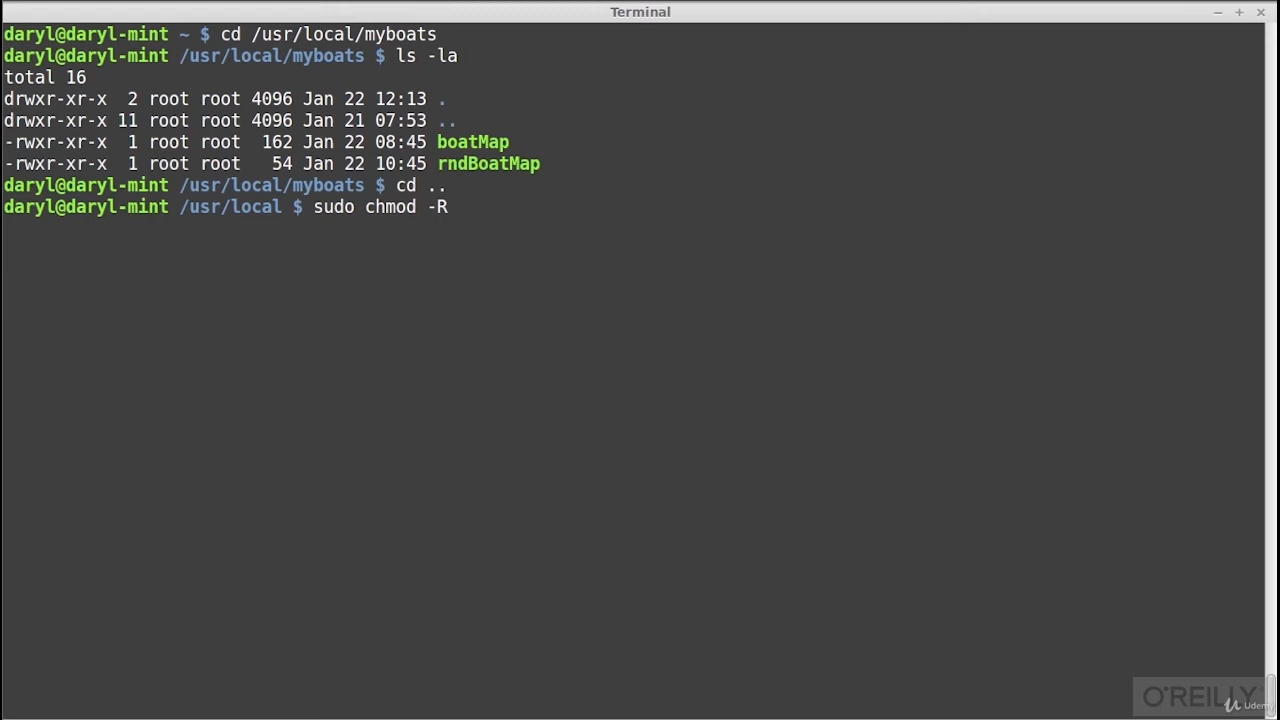 Terminal
daryl@daryl-mint ~ $ cd /usr/local/myboats
daryl@daryl-mint /usr/local/myboats $ ls -la
total 16
drwxr-xr-x  2 root root 4096 Jan 22 12:13 .
drwxr-xr-x 11 root root 4096 Jan 21 07:53 ..
-rwxr-xr-x  1 root root  162 Jan 22 08:45 boatMap
-rwxr-xr-x  1 root root   54 Jan 22 10:45 rndBoatMap
daryl@daryl-mint /usr/local/myboats $ cd ..
daryl@daryl-mint /usr/local $ sudo chmod -R
O'REILLY
Udemy